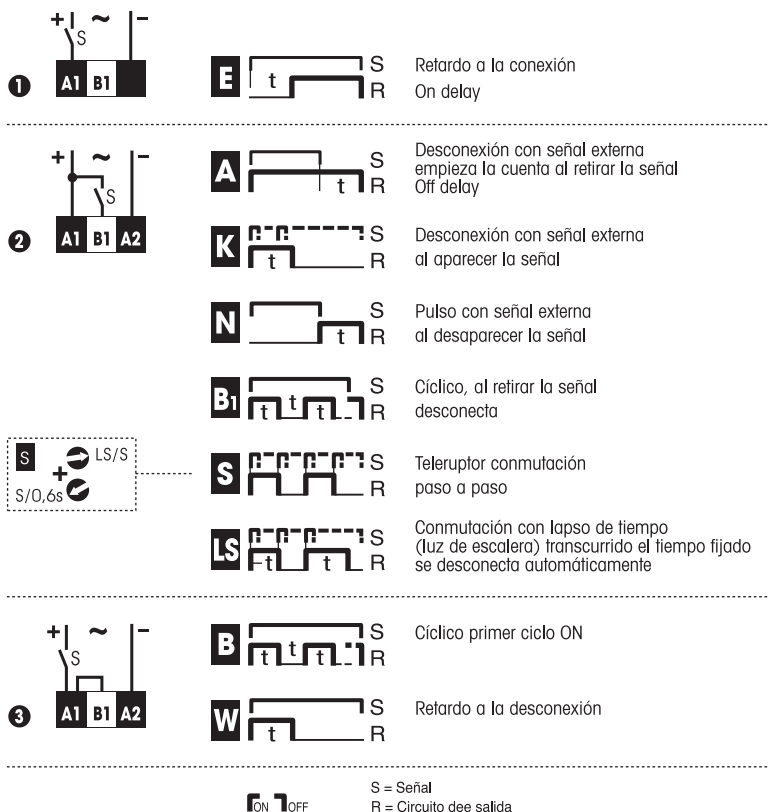 + ~ -
S
❶ A1 B1
E t S R
Retardo a la conexión
On delay
+ ~ -
S
❷ A1 B1 A2
A t S R
Desconexión con señal externa
empieza la cuenta al retirar la señal
Off delay
K t S R
Desconexión con señal externa
al aparecer la señal
N t S R
Pulso con señal externa
al desaparecer la señal
B1 t t t S R
Cíclico, al retirar la señal
desconecta
S + LS/S
S/0,6s
S S R
Teleruptor conmutación
paso a paso
LS t t S R
Conmutación con lapso de tiempo
(luz de escalera) transcurrido el tiempo fijado
se desconecta automáticamente
+ ~ -
S
❸ A1 B1 A2
B t t t S R
Cíclico primer ciclo ON
W t S R
Retardo a la desconexión
ON OFF
S = Señal
R = Circuito dee salida